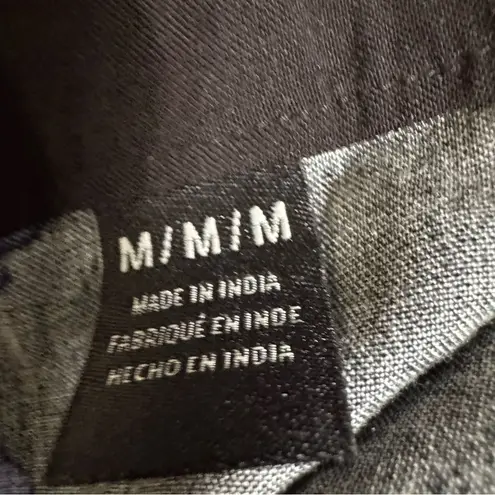 M/M/M
MADE IN INDIA
FABRIQUÉ EN INDE
HECHO EN INDIA